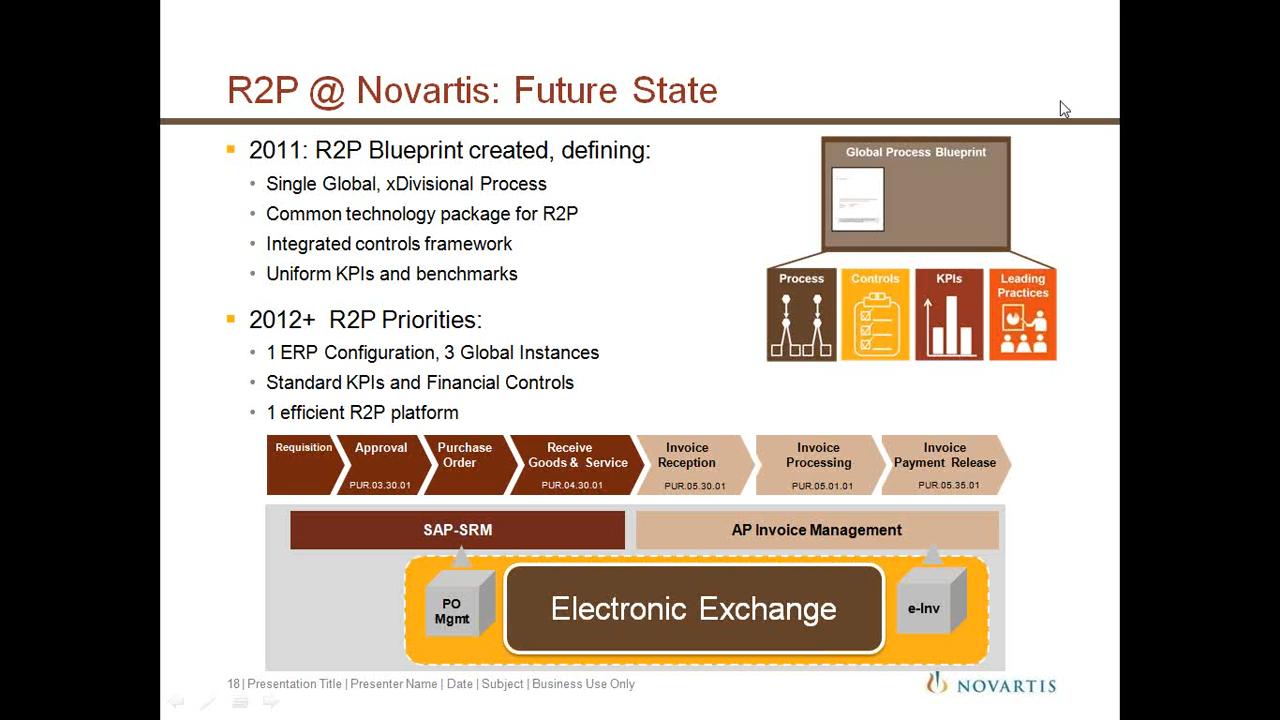 R2P @ Novartis: Future State
2011: R2P Blueprint created, defining:
Single Global, xDivisional Process
Common technology package for R2P
Integrated controls framework
Uniform KPIs and benchmarks
2012+ R2P Priorities:
1 ERP Configuration, 3 Global Instances
Standard KPIs and Financial Controls
1 efficient R2P platform
Global Process Blueprint
Process
Controls
KPIs
Leading
Practices
Requisition
Approval
PUR.03.30.01
Purchase
Order
Receive
Goods & Service
PUR.04.30.01
Invoice
Reception
PUR.05.30.01
Invoice
Processing
PUR.05.01.01
Invoice
Payment Release
PUR.05.35.01
SAP-SRM
AP Invoice Management
PO
Mgmt
Electronic Exchange
e-Inv
18 | Presentation Title | Presenter Name | Date | Subject | Business Use Only
NOVARTIS